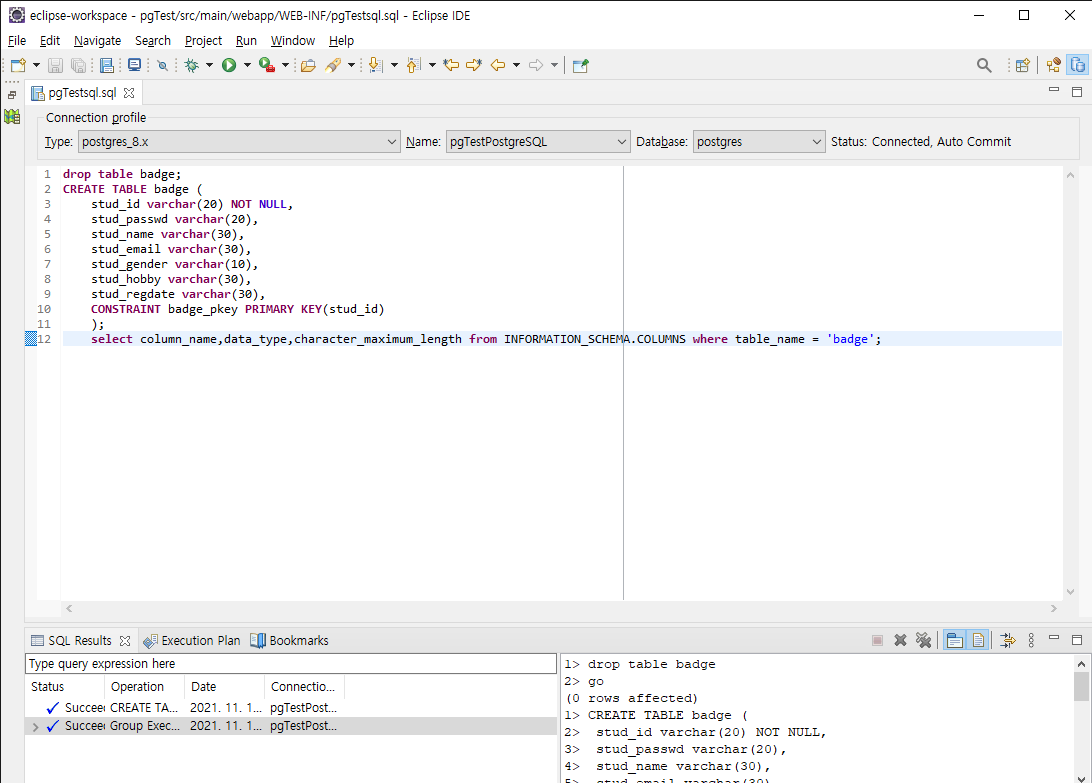 eclipse-workspace - pgTest/src/main/webapp/WEB-INF/pgTestsql.sql - Eclipse IDE
File Edit Navigate Search Project Run Window Help
pgTestsql.sql
Connection profile
Type: postgres_8.x Name: pgTestPostgreSQL Database: postgres Status: Connected, Auto Commit
1 drop table badge;
2 CREATE TABLE badge (
3 stud_id varchar(20) NOT NULL,
4 stud_passwd varchar(20),
5 stud_name varchar(30),
6 stud_email varchar(30),
7 stud_gender varchar(10),
8 stud_hobby varchar(30),
9 stud_regdate varchar(30),
10 CONSTRAINT badge_pkey PRIMARY KEY(stud_id)
11 );
12 select column_name,data_type,character_maximum_length from INFORMATION_SCHEMA.COLUMNS where table_name = 'badge';
SQL Results Execution Plan Bookmarks
Type query expression here
Status Operation Date Connectio...
Succee CREATE TA... 2021. 11. 1... pgTestPost...
Succee Group Exec... 2021. 11. 1... pgTestPost...
1> drop table badge
2> go
(0 rows affected)
1> CREATE TABLE badge (
2> stud_id varchar(20) NOT NULL,
3> stud_passwd varchar(20),
4> stud_name varchar(30),
5> stud_email varchar(30)